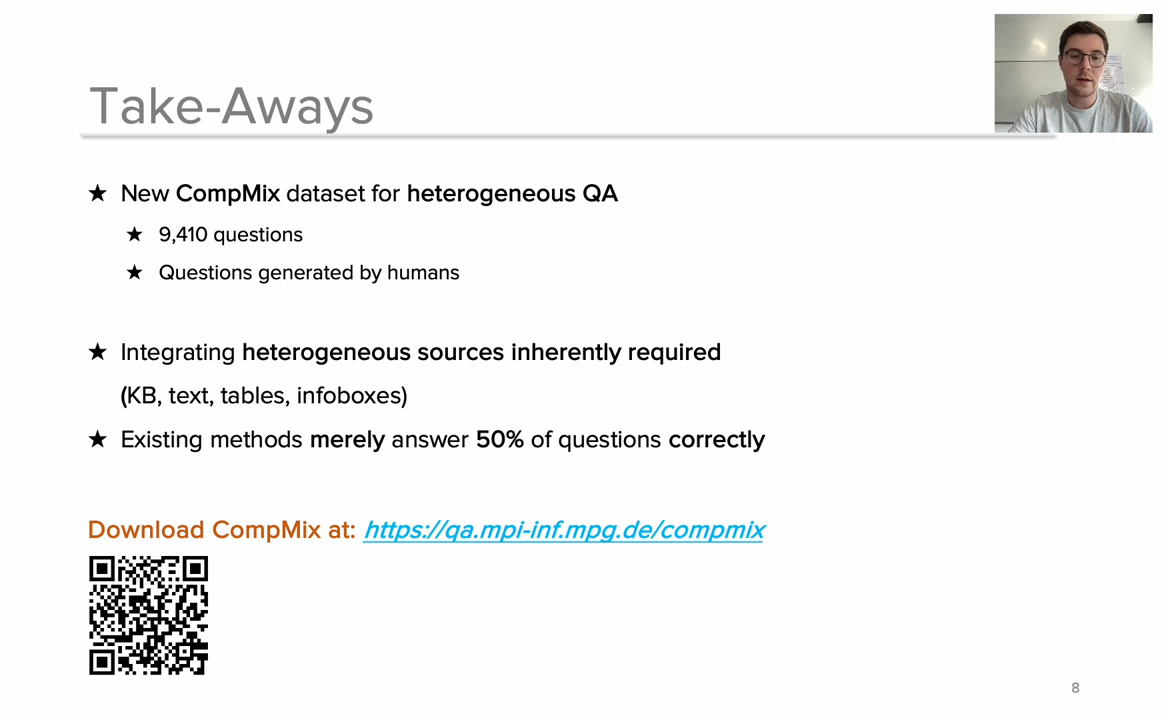 Take-Aways
★ New CompMix dataset for heterogeneous QA
★ 9,410 questions
★ Questions generated by humans
★ Integrating heterogeneous sources inherently required
(KB, text, tables, infoboxes)
★ Existing methods merely answer 50% of questions correctly
Download CompMix at: https://qa.mpi-inf.mpg.de/compmix
8